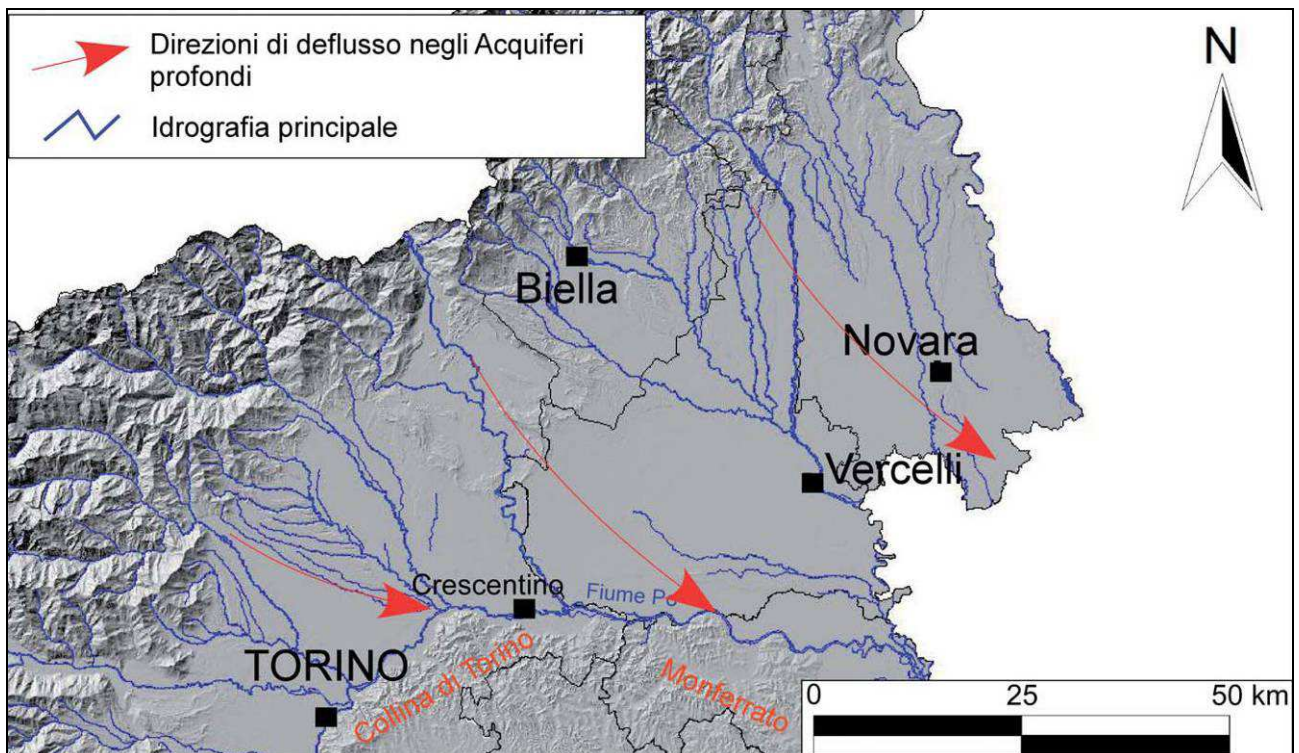 Direzioni di deflusso negli Acquiferi
profondi
Idrografia principale
N
Biella
Novara
Vercelli
Crescentino
Fiume Po
TORINO
Collina di Torino
Monferrato
0 25 50 km